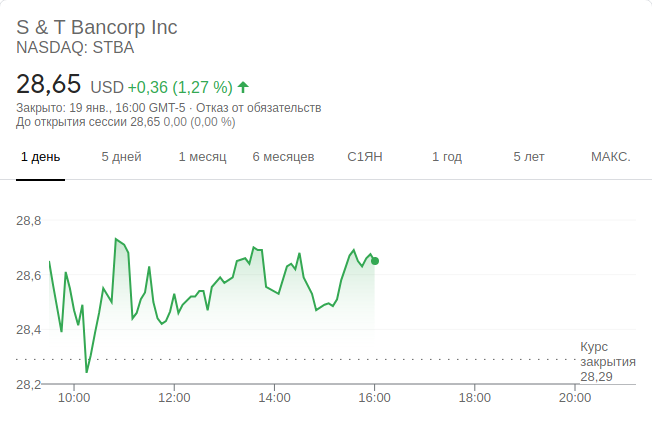 S & T Bancorp Inc
NASDAQ: STBA
28,65 USD +0,36 (1,27 %)
Закрыто: 19 янв., 16:00 GMT-5 · Отказ от обязательств
До открытия сессии 28,65 0,00 (0,00 %)
1 день 5 дней 1 месяц 6 месяцев С1ЯН 1 год 5 лет МАКС.
28,8
28,6
28,4
Курс
закрытия
28,29
28,2
10:00 12:00 14:00 16:00 18:00 20:00